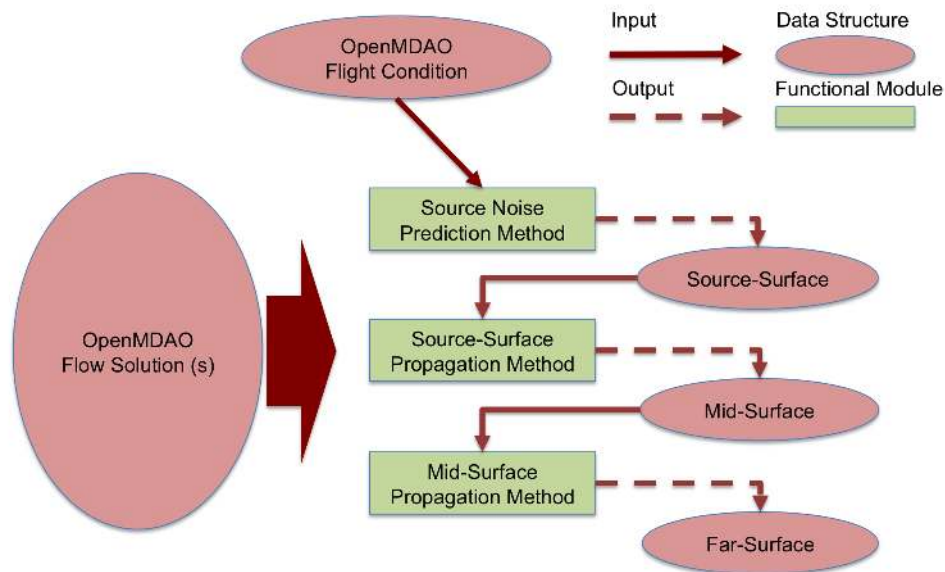 OpenMDAO
Flight Condition
Input
Data Structure
Output
Functional Module
Source Noise
Prediction Method
Source-Surface
OpenMDAO
Flow Solution (s)
Source-Surface
Propagation Method
Mid-Surface
Mid-Surface
Propagation Method
Far-Surface